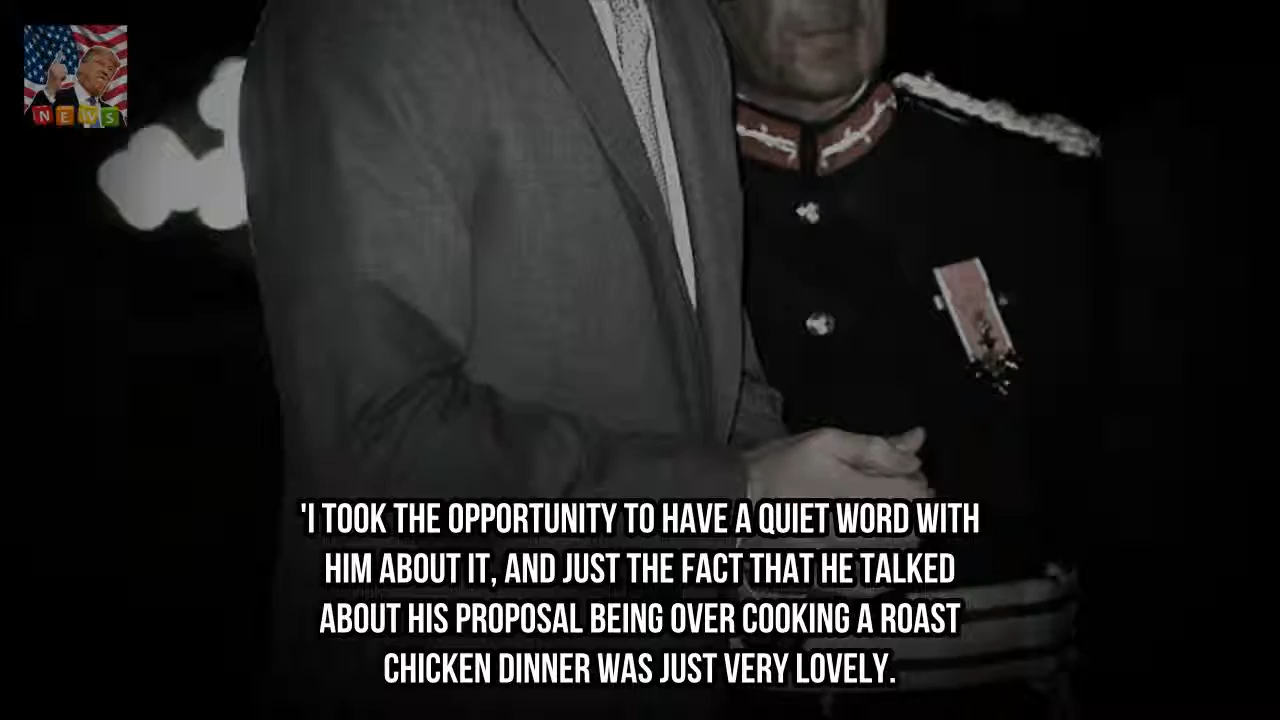 NEWS
'I TOOK THE OPPORTUNITY TO HAVE A QUIET WORD WITH
HIM ABOUT IT, AND JUST THE FACT THAT HE TALKED
ABOUT HIS PROPOSAL BEING OVER COOKING A ROAST
CHICKEN DINNER WAS JUST VERY LOVELY.